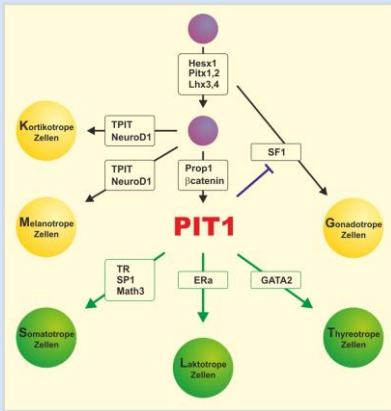 Hesx1
Pitx1,2
Lhx3,4
Kortikotrope
Zellen
TPIT
NeuroD1
SF1
TPIT
NeuroD1
Prop1
βcatenin
Melanotrope
Zellen
PIT1
Gonadotrope
Zellen
TR
SP1
Math3
ERa
GATA2
Somatotrope
Zellen
Laktotrope
Zellen
Thyreotrope
Zellen